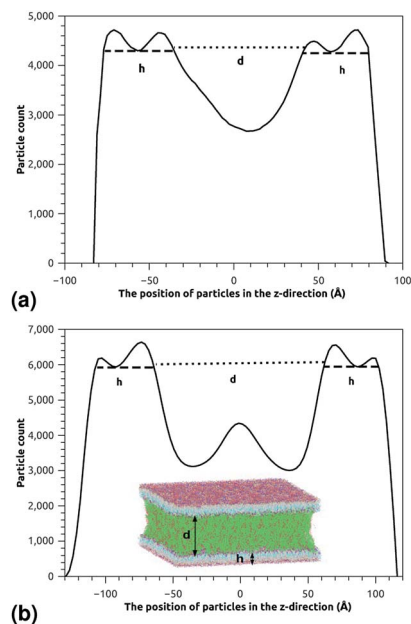 5,000
4,000
3,000
2,000
1,000
0
Particle count
h
d
h
−100
−50
0
50
100
The position of particles in the z-direction (Å)
(a)
7,000
6,000
5,000
4,000
3,000
2,000
1,000
0
Particle count
h
d
h
d
h
−100
−50
0
50
100
The position of particles in the z-direction (Å)
(b)